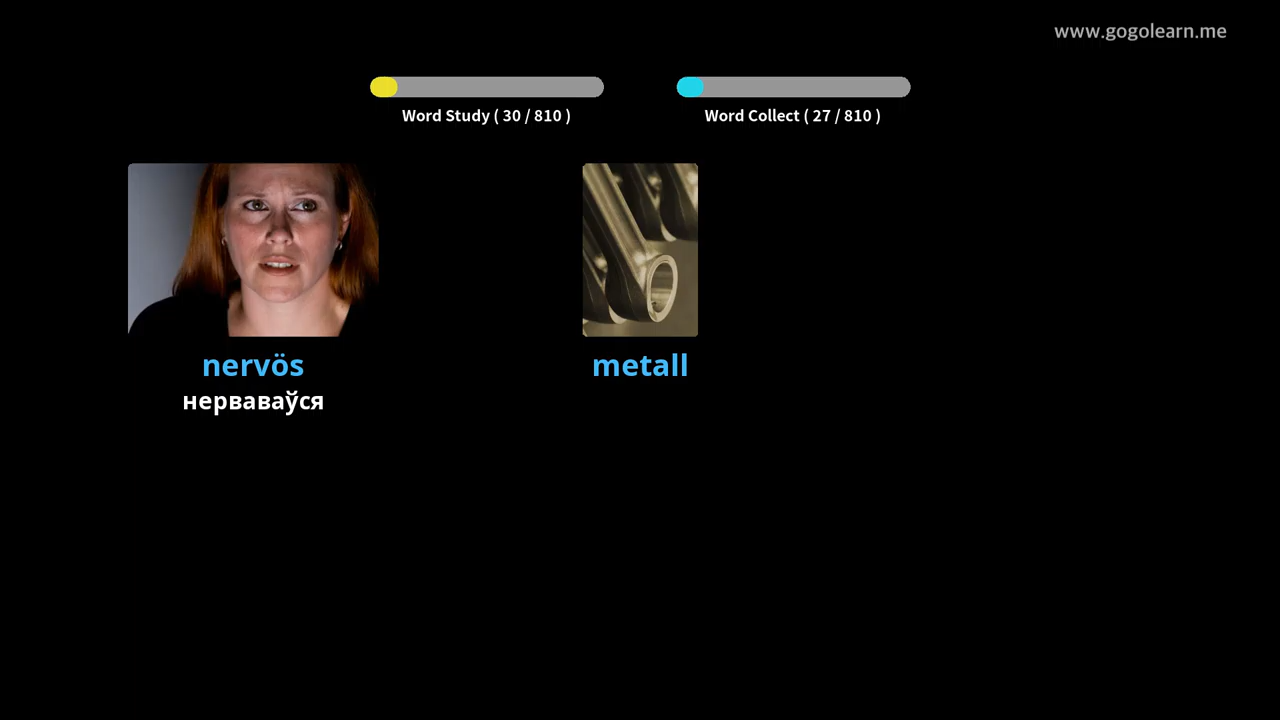 www.gogolearn.me
Word Study ( 30 / 810 )
Word Collect ( 27 / 810 )
nervös
нерваваўся
metall